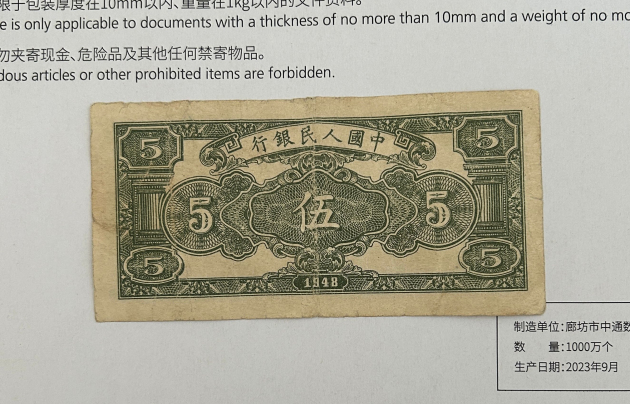 限于包装厚度在10mm以内、重量在1kg以内的文件资料。
e is only applicable to documents with a thickness of no more than 10mm and a weight of no mo
勿夹寄现金、危险品及其他任何禁寄物品。
dous articles or other prohibited items are forbidden.
行銀民人國中
5 5
5 伍 5
5 5
1948
制造单位:廊坊市中通数
数 量:1000万个
生产日期:2023年9月